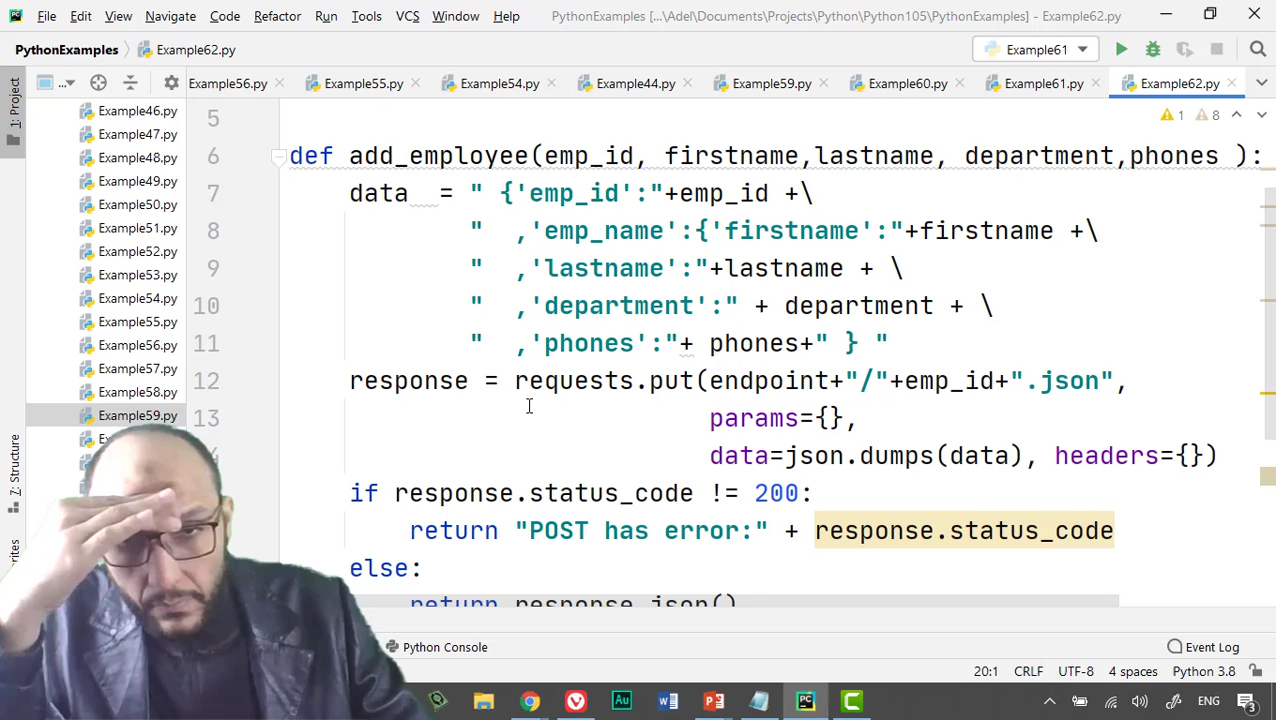 File Edit View Navigate Code Refactor Run Tools VCS Window Help PythonExamples [...\Adel\Documents\Projects\Python\Python105\PythonExamples] - Example62.py
PythonExamples Example62.py Example61
... Example56.py Example55.py Example54.py Example44.py Example59.py Example60.py Example61.py Example62.py
1: Project
Example46.py
Example47.py
Example48.py
Example49.py
Example50.py
Example51.py
Example52.py
Example53.py
Example54.py
Example55.py
Example56.py
Example57.py
Example58.py
Example59.py
Z: Structure
1 8
5
6 def add_employee(emp_id, firstname,lastname, department,phones ):
7 data = " {'emp_id':"+emp_id +\
8 " ,'emp_name':{'firstname':"+firstname +\
9 " ,'lastname':"+lastname + \
10 " ,'department':" + department + \
11 " ,'phones':"+ phones+" } "
12 response = requests.put(endpoint+"/"+emp_id+".json",
13 params={},
data=json.dumps(data), headers={})
if response.status_code != 200:
return "POST has error:" + response.status_code
else:
return response.json()
Python Console Event Log
20:1 CRLF UTF-8 4 spaces Python 3.8
ENG
3